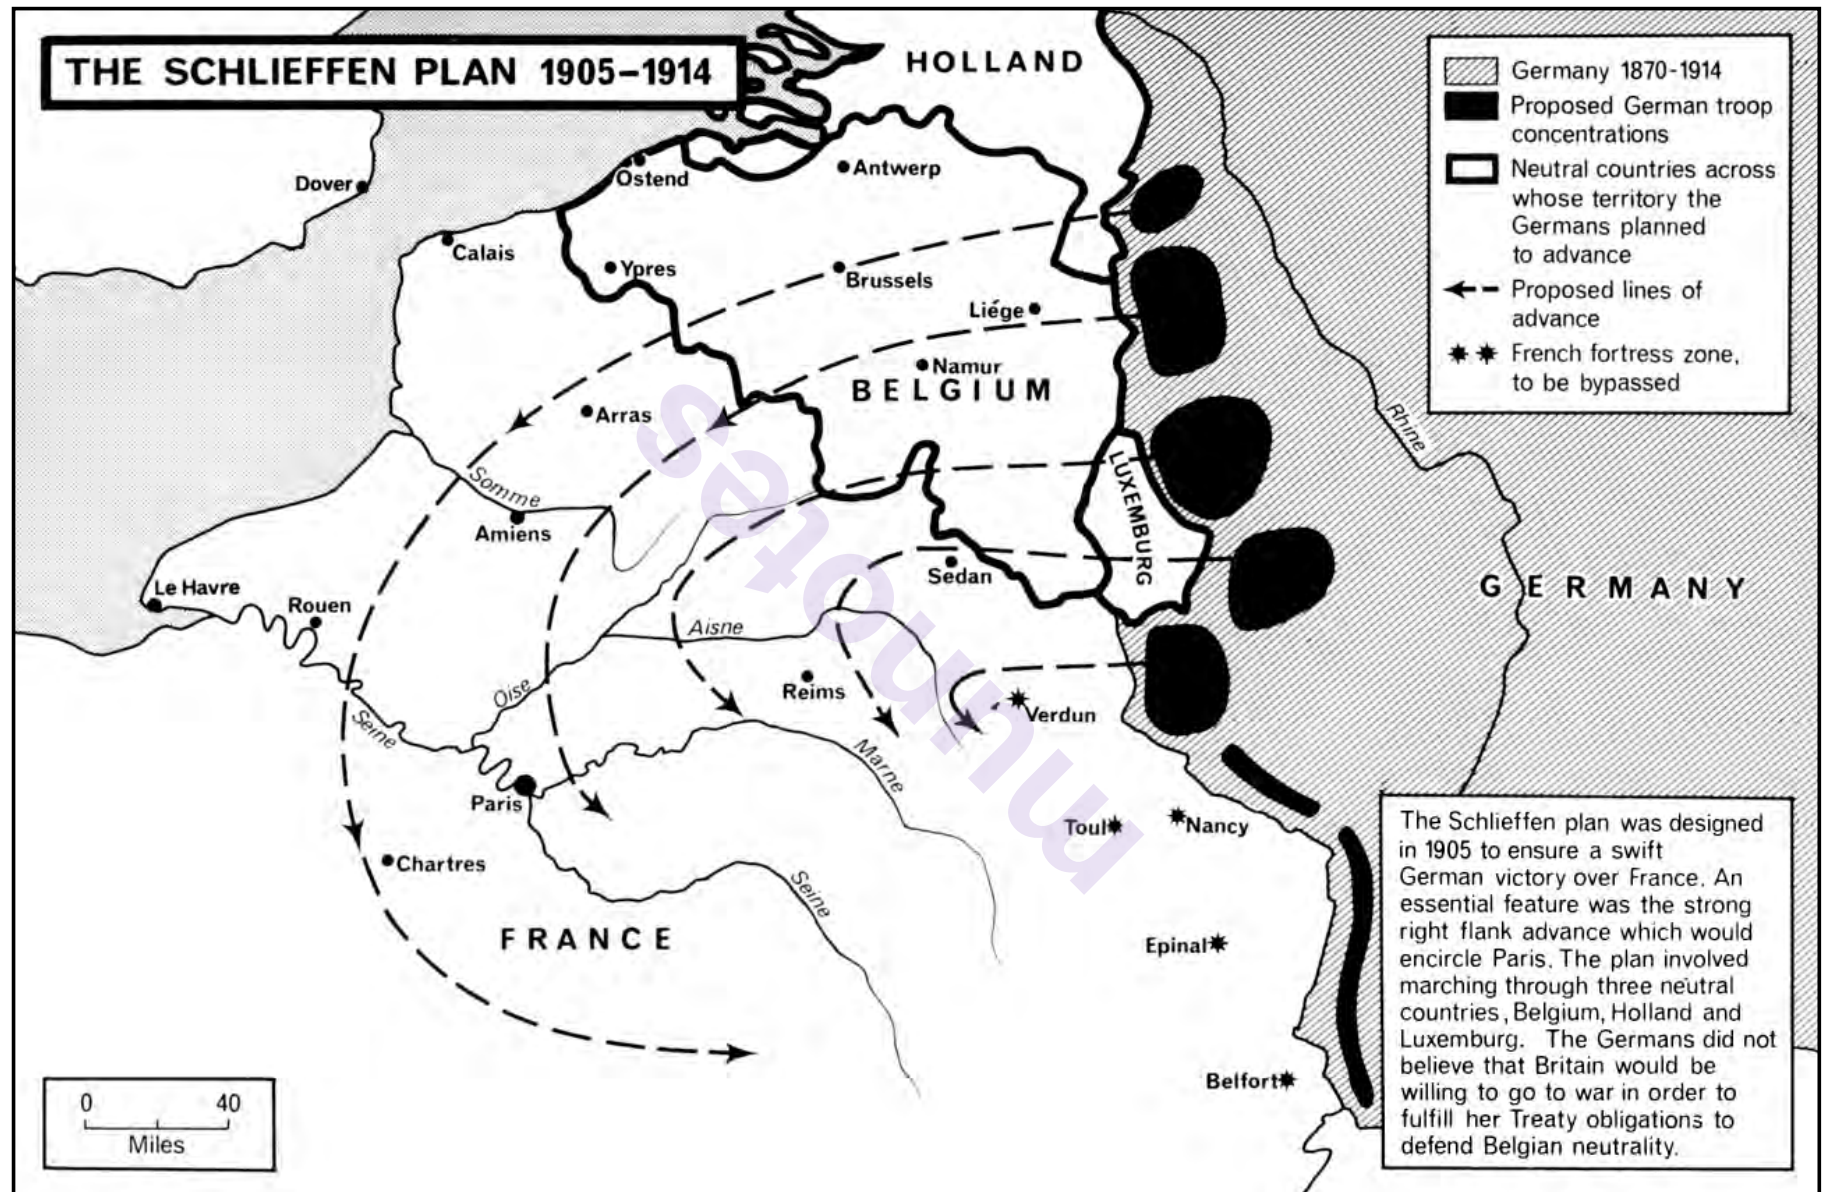 THE SCHLIEFFEN PLAN 1905–1914
HOLLAND
Germany 1870-1914
Proposed German troop
concentrations
Neutral countries across
whose territory the
Germans planned
to advance
Proposed lines of
advance
French fortress zone,
to be bypassed
Dover
Ostend
Antwerp
Calais
Ypres
Brussels
Liége
Namur
BELGIUM
Arras
Rhine
LUXEMBURG
Somme
Amiens
Sedan
GERMANY
Le Havre
Rouen
Aisne
Reims
Oise
Verdun
Seine
Marne
Paris
Toul
Nancy
Chartres
Seine
FRANCE
Epinal
Belfort
The Schlieffen plan was designed
in 1905 to ensure a swift
German victory over France. An
essential feature was the strong
right flank advance which would
encircle Paris. The plan involved
marching through three neutral
countries, Belgium, Holland and
Luxemburg. The Germans did not
believe that Britain would be
willing to go to war in order to
fulfill her Treaty obligations to
defend Belgian neutrality.
0 40
Miles
munotes